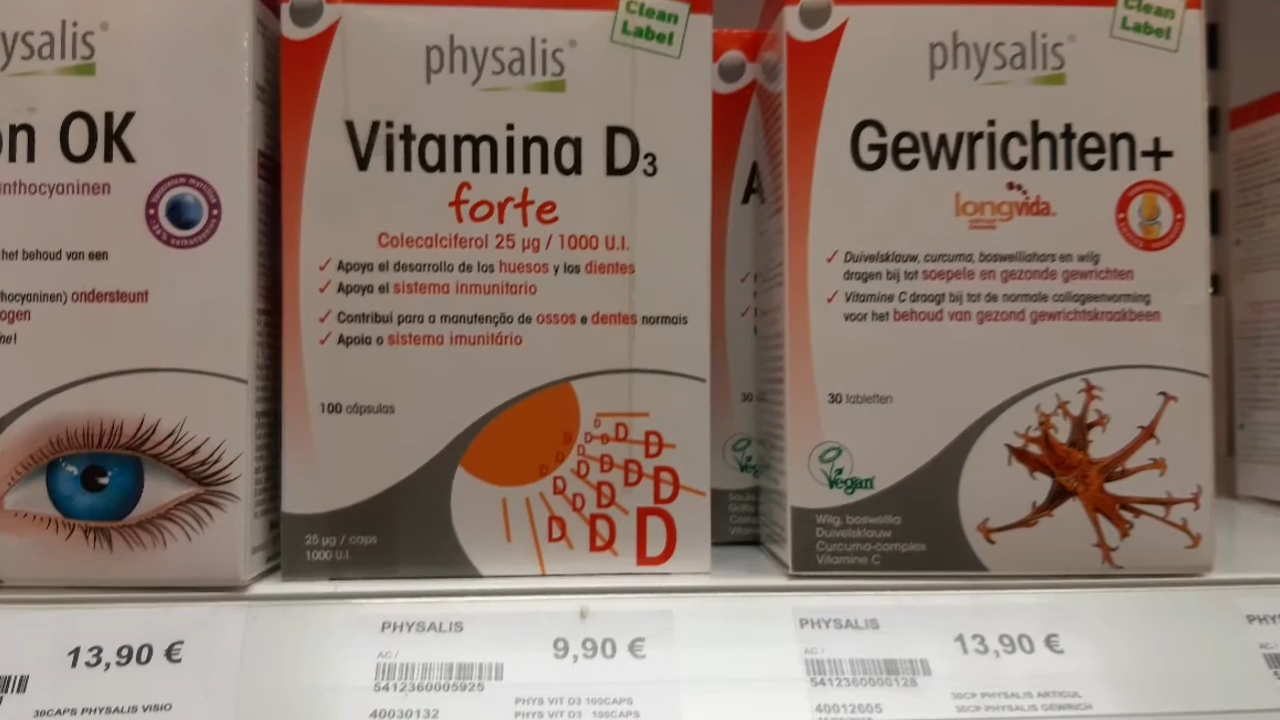 ysalis®
on OK
nthocyaninen
het behoud van een
hocyaninen) ondersteunt
ogen
13,90 €
30CAPS PHYSALIS VISIO
Clean
Label
physalis®
Vitamina D3
forte
Colecalciferol 25 µg / 1000 U.I.
✓ Apoya el desarrollo de los huesos y los dientes
✓ Apoya el sistema inmunitario
✓ Contribui para a manutenção de ossos e dentes normais
✓ Apoia o sistema imunitário
100 cápsulas
D D D D D D D D D D D D D D D
25 µg / caps
1000 U.I.
PHYSALIS
AC /
9,90 €
5412360005925
40030132
PHYS VIT D3 100CAPS
PHYS VIT D3 100CAPS
A
30
Veg
Clean
Label
physalis®
Gewrichten+
longvida
✓ Duivelsklauw, curcuma, boswelliahars en wilg
dragen bij tot soepele en gezonde gewrichten
✓ Vitamine C draagt bij tot de normale collageenvorming
voor het behoud van gezond gewrichtskraakbeen
30 tabletten
Vegan
Wilg, boswellia
Duivelsklauw
Curcuma-complex
Vitamine C
PHYSALIS
AC /
13,90 €
5412360000128
40012605
30CP PHYSALIS ARTICUL
30CP PHYSALIS GEWRICH
PHY